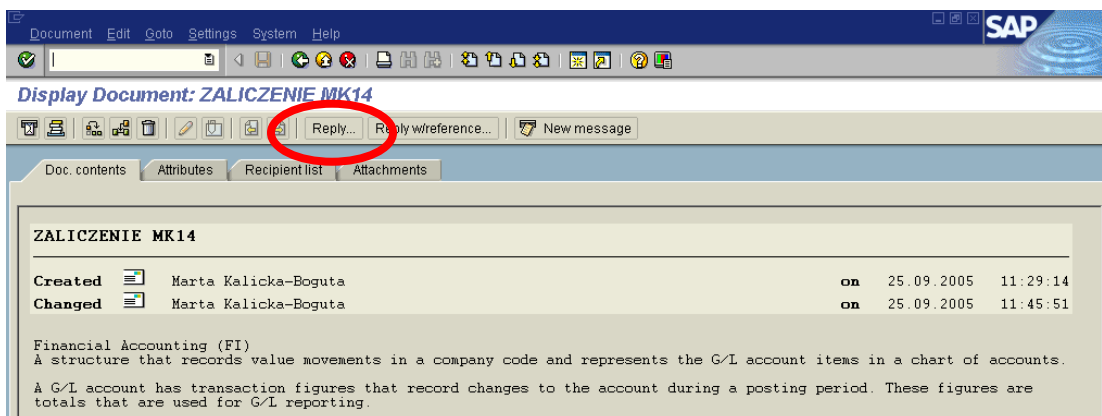 Document Edit Goto Settings System Help
SAP
Display Document: ZALICZENIE MK14
Reply... Reply w/reference... New message
Doc. contents Attributes Recipient list Attachments
ZALICZENIE MK14
Created Marta Kalicka-Boguta on 25.09.2005 11:29:14
Changed Marta Kalicka-Boguta on 25.09.2005 11:45:51
Financial Accounting (FI)
A structure that records value movements in a company code and represents the G/L account items in a chart of accounts.
A G/L account has transaction figures that record changes to the account during a posting period. These figures are
totals that are used for G/L reporting.